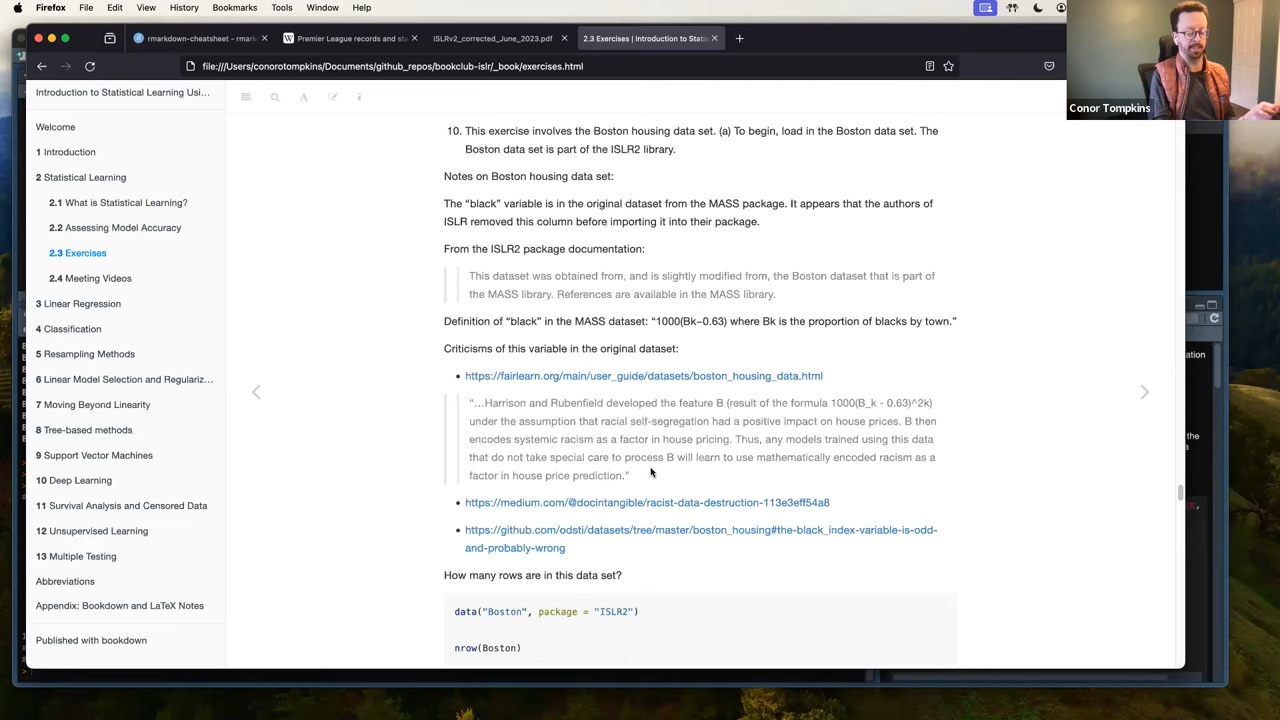 Firefox File Edit View History Bookmarks Tools Window Help
rmarkdown-cheatsheet - rmar
Premier League records and st
ISLRv2_corrected_June_2023.pdf
2.3 Exercises | Introduction to Stati
file:///Users/conorotompkins/Documents/github_repos/bookclub-islr/_book/exercises.html
Conor Tompkins
Introduction to Statistical Learning Usi…
Welcome
1 Introduction
2 Statistical Learning
2.1 What is Statistical Learning?
2.2 Assessing Model Accuracy
2.3 Exercises
2.4 Meeting Videos
3 Linear Regression
4 Classification
5 Resampling Methods
6 Linear Model Selection and Regulariz…
7 Moving Beyond Linearity
8 Tree-based methods
9 Support Vector Machines
10 Deep Learning
11 Survival Analysis and Censored Data
12 Unsupervised Learning
13 Multiple Testing
Abbreviations
Appendix: Bookdown and LaTeX Notes
Published with bookdown
10. This exercise involves the Boston housing data set. (a) To begin, load in the Boston data set. The
Boston data set is part of the ISLR2 library.
Notes on Boston housing data set:
The “black” variable is in the original dataset from the MASS package. It appears that the authors of
ISLR removed this column before importing it into their package.
From the ISLR2 package documentation:
This dataset was obtained from, and is slightly modified from, the Boston dataset that is part of
the MASS library. References are available in the MASS library.
Definition of “black” in the MASS dataset: “1000(Bk−0.63) where Bk is the proportion of blacks by town.”
Criticisms of this variable in the original dataset:
• https://fairlearn.org/main/user_guide/datasets/boston_housing_data.html
“…Harrison and Rubenfield developed the feature B (result of the formula 1000(B_k - 0.63)^2k)
under the assumption that racial self-segregation had a positive impact on house prices. B then
encodes systemic racism as a factor in house pricing. Thus, any models trained using this data
that do not take special care to process B will learn to use mathematically encoded racism as a
factor in house price prediction.”
• https://medium.com/@docintangible/racist-data-destruction-113e3eff54a8
• https://github.com/odsti/datasets/tree/master/boston_housing#the-black_index-variable-is-odd-
and-probably-wrong
How many rows are in this data set?
data("Boston", package = "ISLR2")
nrow(Boston)